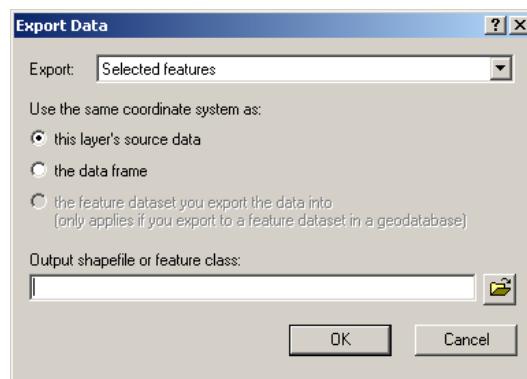 Export Data
Export: Selected features
Use the same coordinate system as:
this layer's source data
the data frame
the feature dataset you export the data into
(only applies if you export to a feature dataset in a geodatabase)
Output shapefile or feature class:
OK Cancel